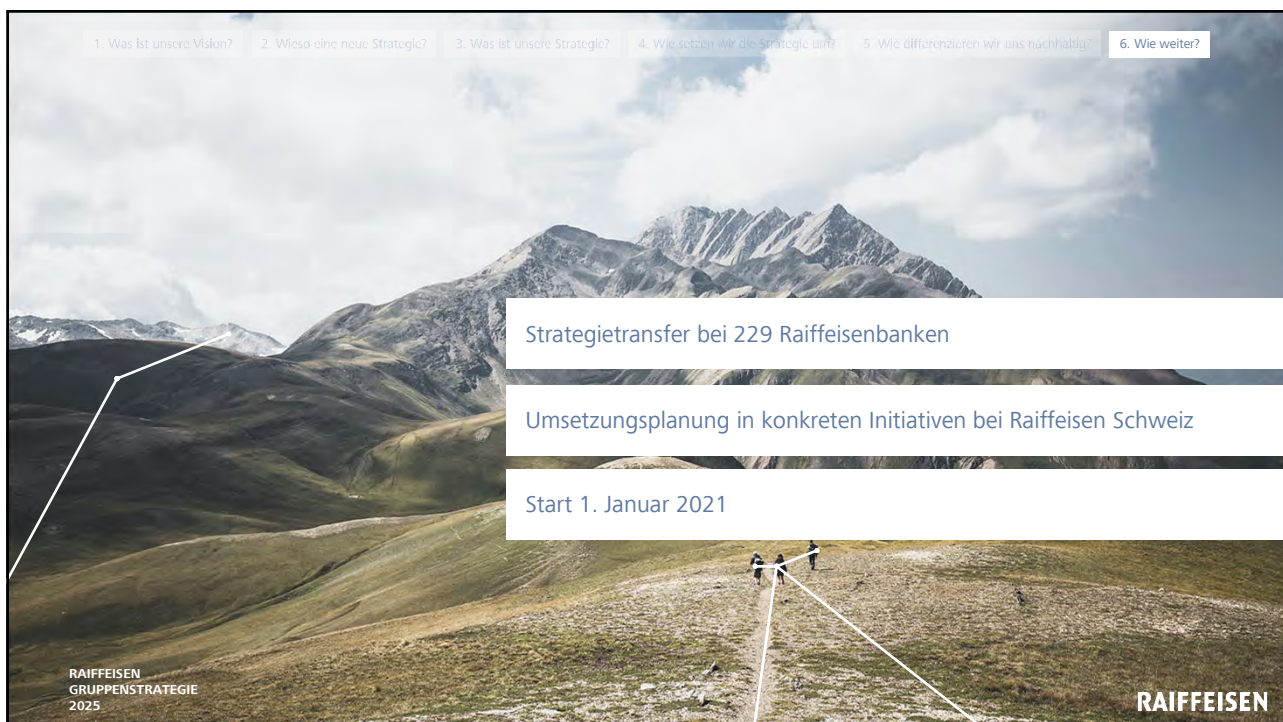 1. Was ist unsere Vision? 2. Wieso eine neue Strategie? 3. Was ist unsere Strategie? 4. Wie setzen wir die Strategie um? 5. Wie differenzieren wir uns nachhaltig? 6. Wie weiter?
Strategietransfer bei 229 Raiffeisenbanken
Umsetzungsplanung in konkreten Initiativen bei Raiffeisen Schweiz
Start 1. Januar 2021
RAIFFEISEN
GRUPPENSTRATEGIE
2025
RAIFFEISEN